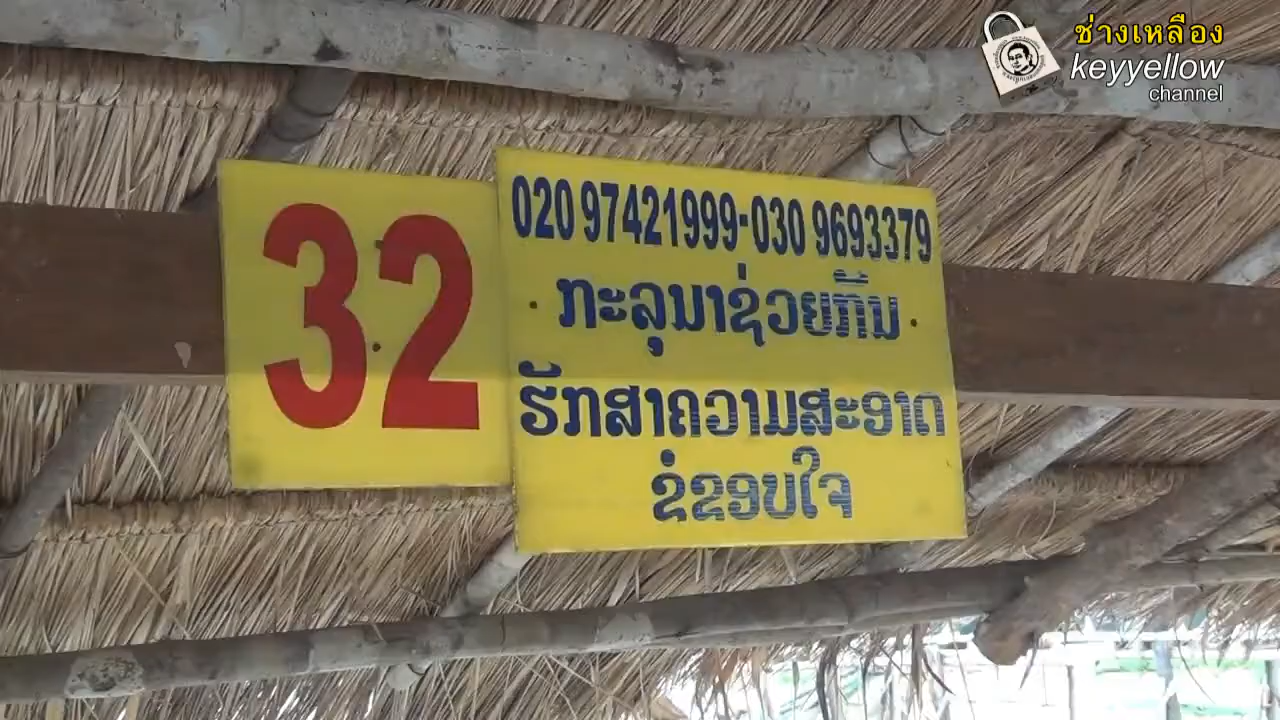 ช่างเหลือง
keyyellow
channel
32
020 97421999-030 9693379
ກະລຸນາຊ່ວຍກັນ
ຮັກສາຄວາມສະອາດ
ຂໍຂອບໃຈ